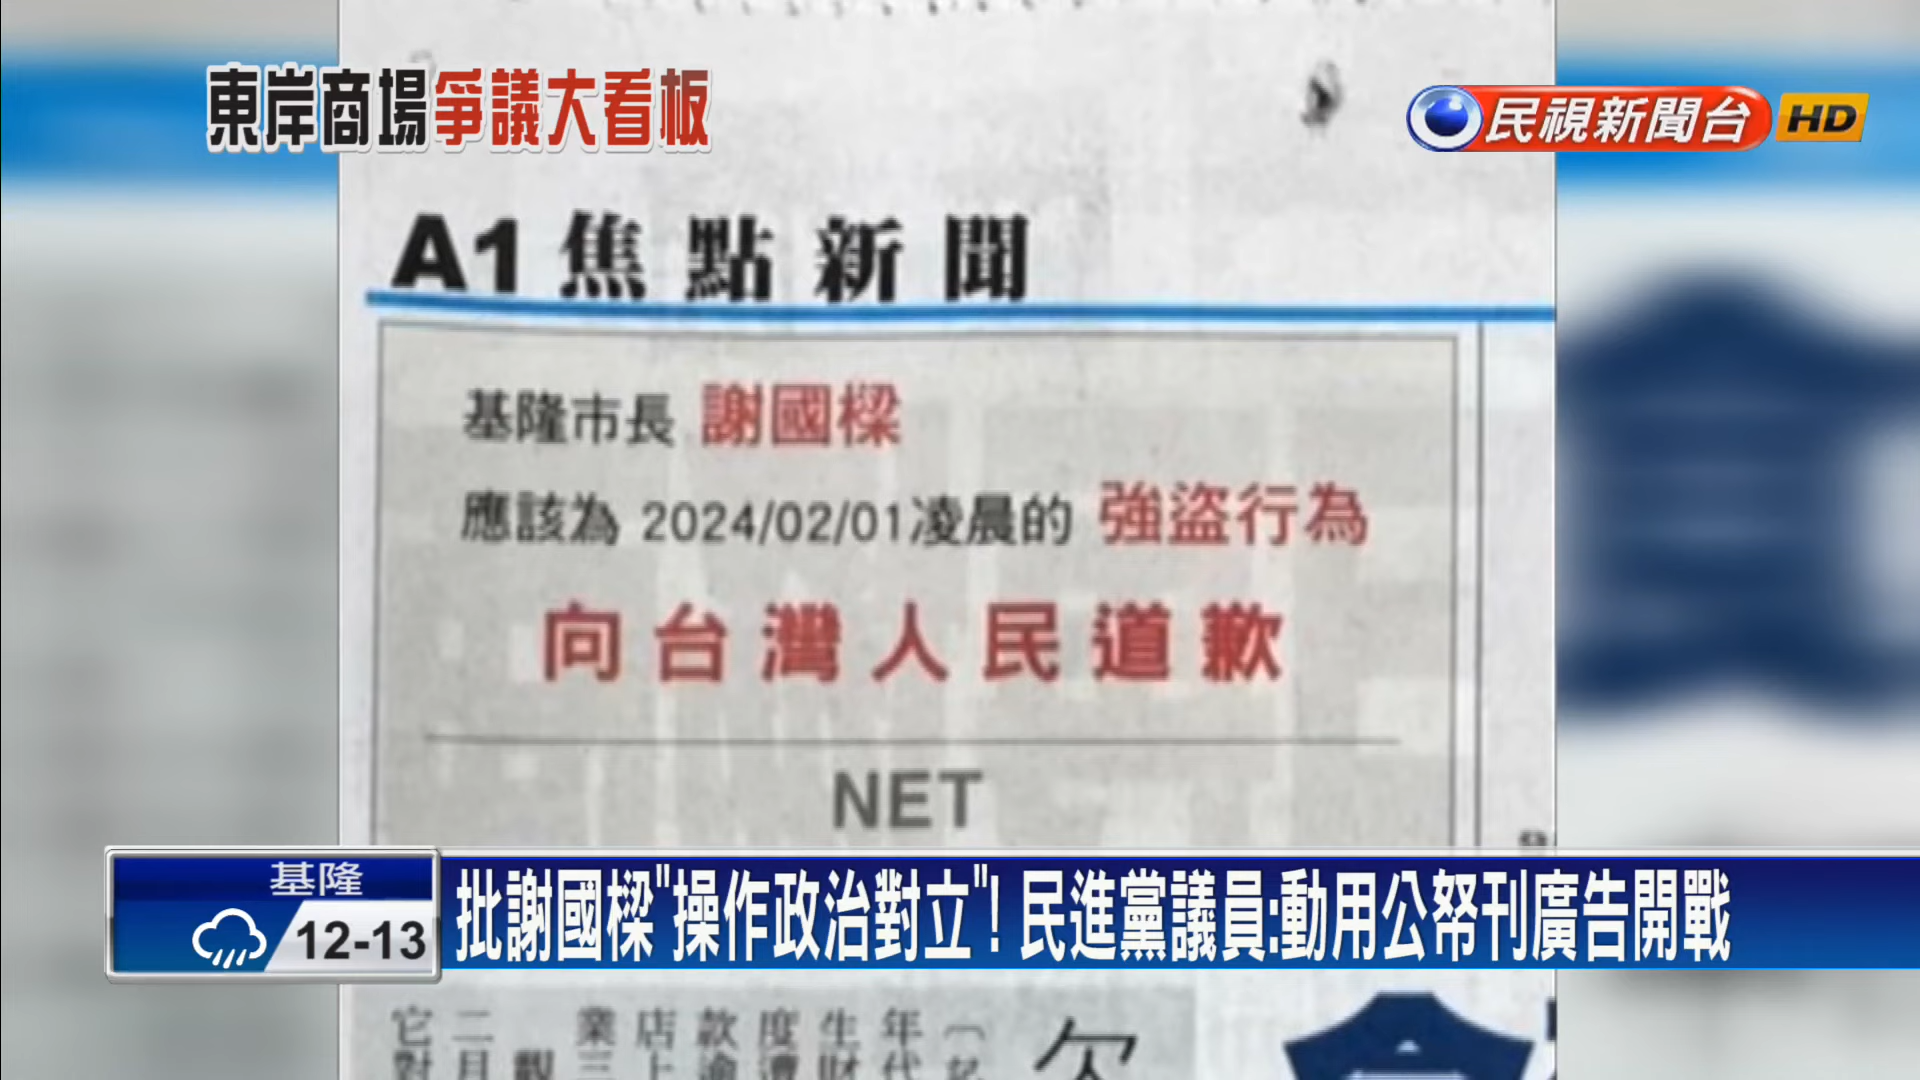 東岸商場爭議大看板
民視新聞台 HD
A1 焦點新聞
基隆市長 謝國樑
應該為 2024/02/01凌晨的 強盜行為
向台灣人民道歉
NET
基隆
12-13
批謝國樑"操作政治對立"! 民進黨議員:動用公帑刊廣告開戰